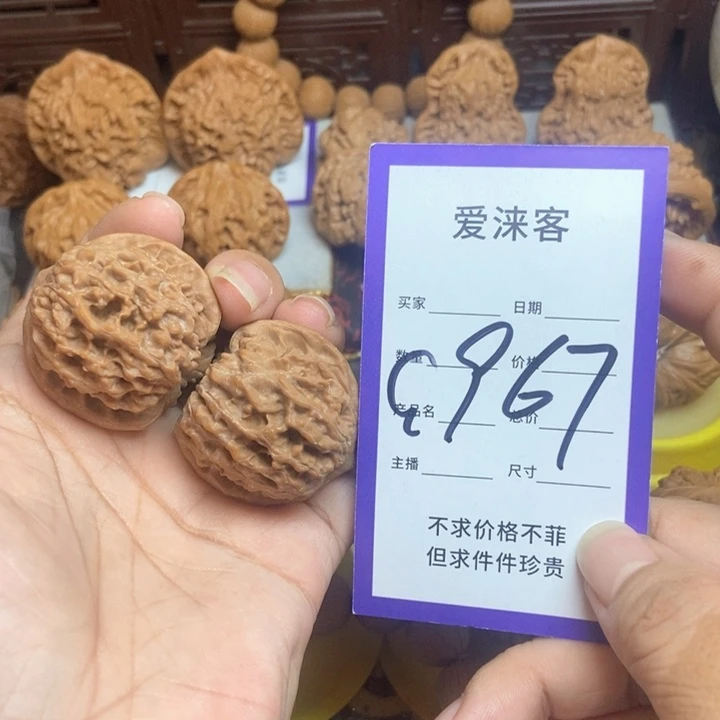 爱涞客
买家 日期
数量 价格
产品名 总价
主播 尺寸
9967
不求价格不菲
但求件件珍贵